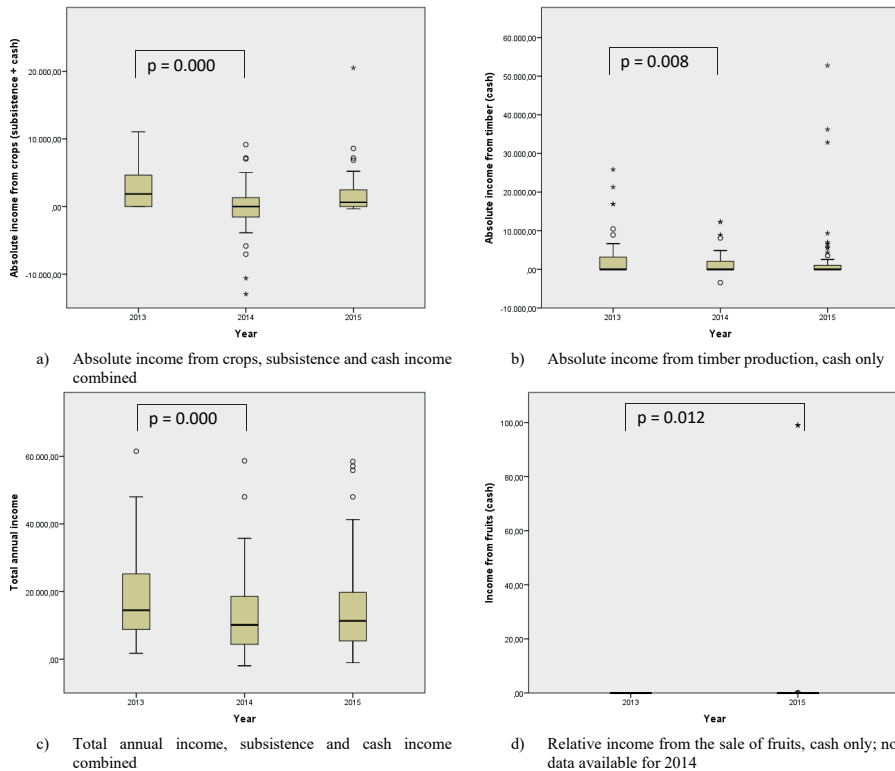 20.000,00
10.000,00
,00
-10.000,00
Absolute income from crops (subsistence + cash)
p = 0.000
2013
2014
2015
Year
a) Absolute income from crops, subsistence and cash income
combined
60.000,00
50.000,00
40.000,00
30.000,00
20.000,00
10.000,00
,00
-10.000,00
Absolute income from timber (cash)
p = 0.008
2013
2014
2015
Year
b) Absolute income from timber production, cash only
60.000,00
40.000,00
20.000,00
,00
Total annual income
p = 0.000
2013
2014
2015
Year
c) Total annual income, subsistence and cash income
combined
100,00
80,00
60,00
40,00
20,00
,00
Income from fruits (cash)
p = 0.012
2013
2015
Year
d) Relative income from the sale of fruits, cash only; no
data available for 2014